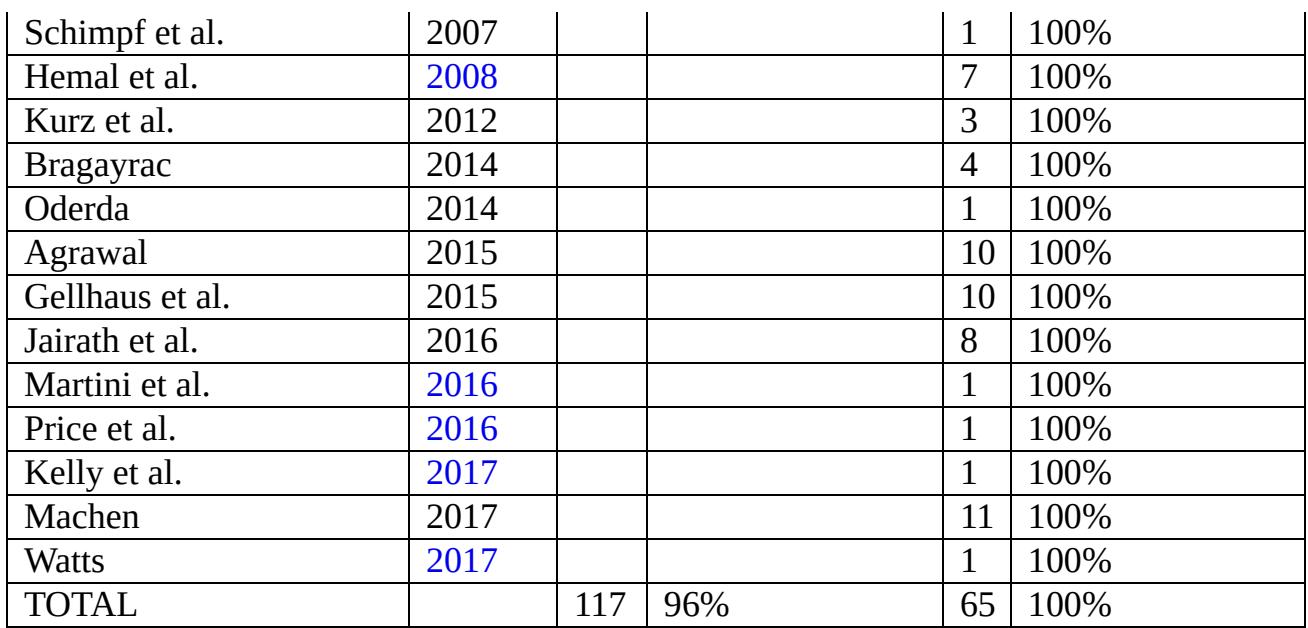 Schimpf et al. 2007 1 100%
Hemal et al. 2008 7 100%
Kurz et al. 2012 3 100%
Bragayrac 2014 4 100%
Oderda 2014 1 100%
Agrawal 2015 10 100%
Gellhaus et al. 2015 10 100%
Jairath et al. 2016 8 100%
Martini et al. 2016 1 100%
Price et al. 2016 1 100%
Kelly et al. 2017 1 100%
Machen 2017 11 100%
Watts 2017 1 100%
TOTAL 117 96% 65 100%